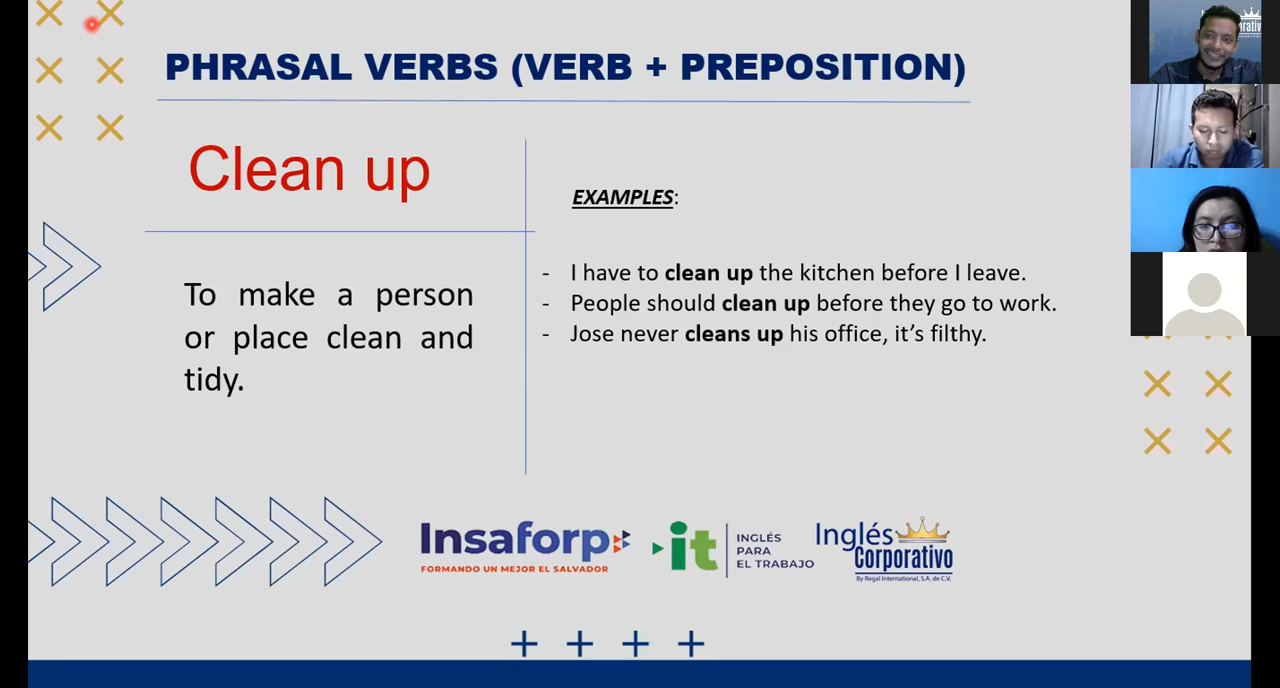 PHRASAL VERBS (VERB + PREPOSITION)
Clean up
To make a person
or place clean and
tidy.
EXAMPLES:
- I have to clean up the kitchen before I leave.
- People should clean up before they go to work.
- Jose never cleans up his office, it’s filthy.
Insaforp
FORMANDO UN MEJOR EL SALVADOR
it
INGLÉS
PARA
EL TRABAJO
Inglés
Corporativo
By Regal International, S.A. de C.V.